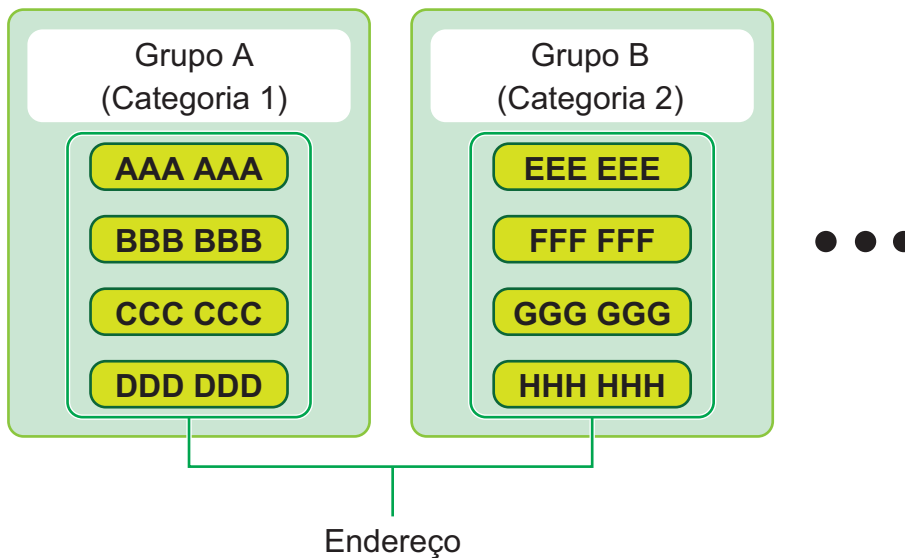 Grupo A
(Categoria 1)
AAA AAA
BBB BBB
CCC CCC
DDD DDD
Grupo B
(Categoria 2)
EEE EEE
FFF FFF
GGG GGG
HHH HHH
Endereço